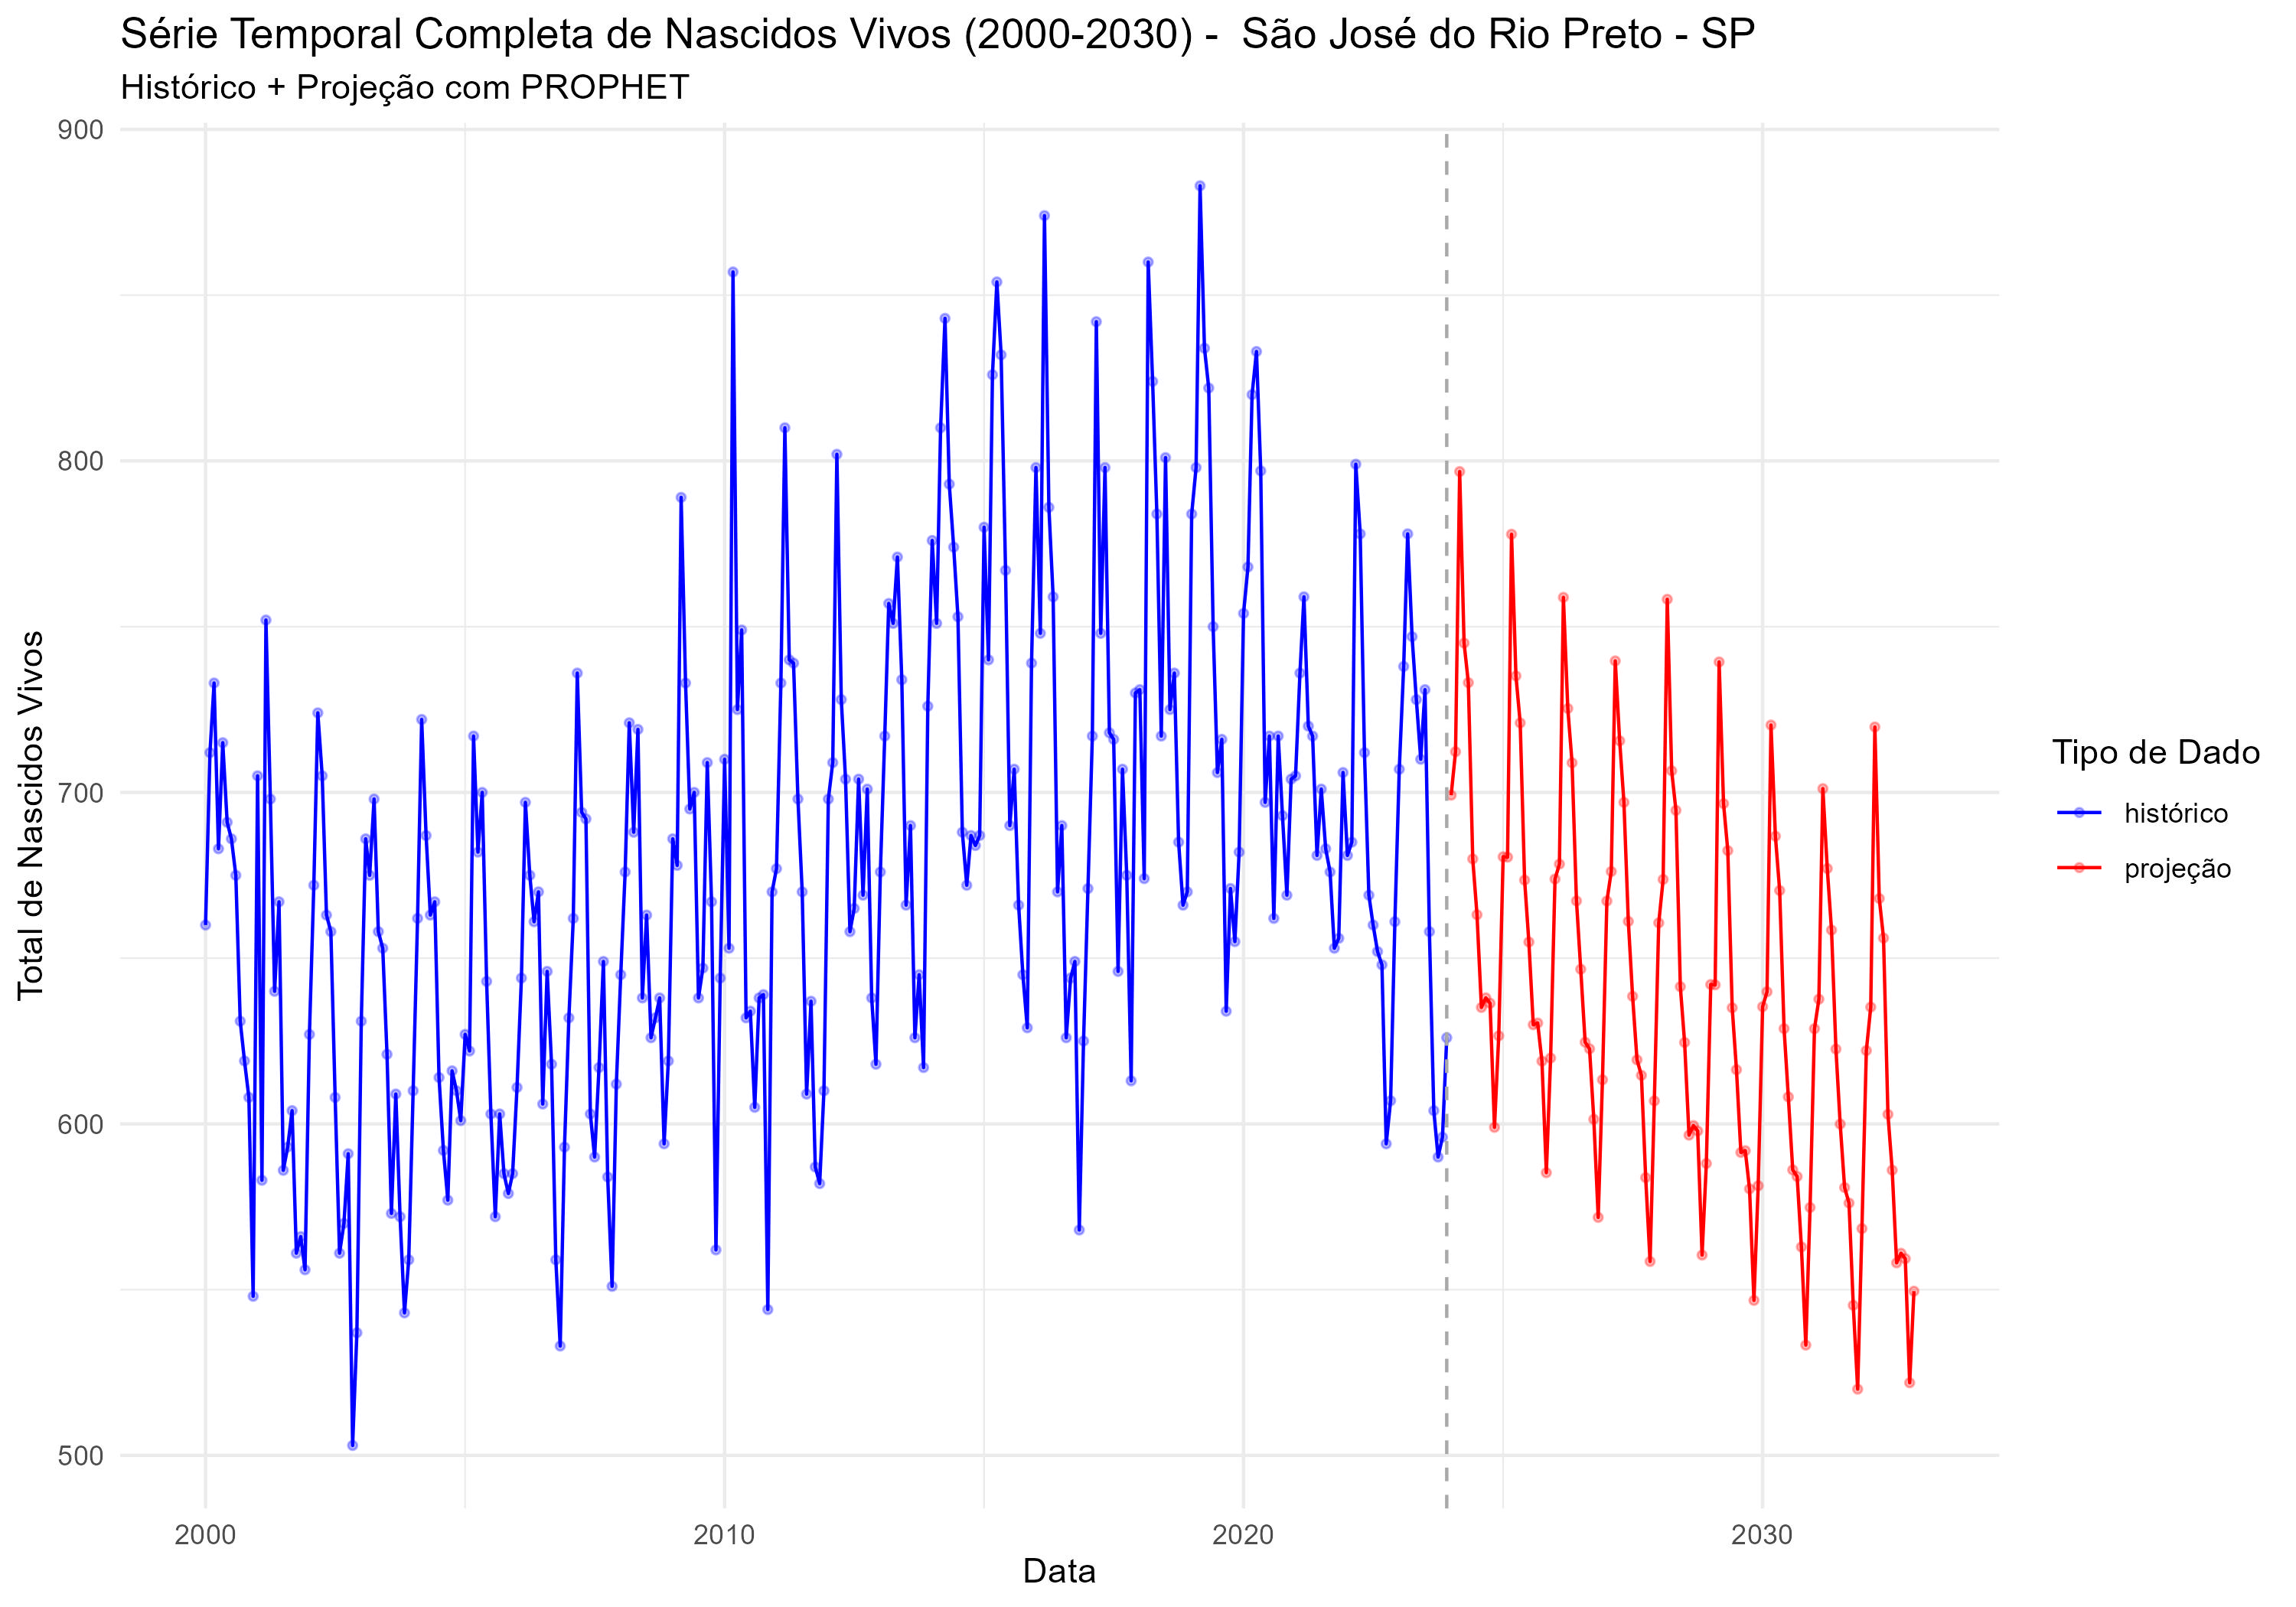 Série Temporal Completa de Nascidos Vivos (2000-2030) -  São José do Rio Preto - SP
Histórico + Projeção com PROPHET
900
800
700
600
500
Total de Nascidos Vivos
2000
2010
2020
2030
Data
Tipo de Dado
histórico
projeção